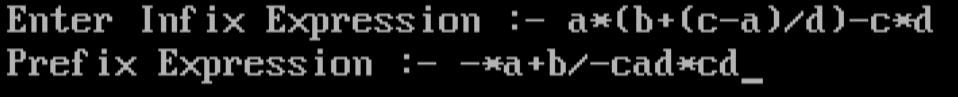 Enter Infix Expression :- a*(b+(c-a)/d)-c*d
Prefix Expression :- -*a+b/-cad*cd_